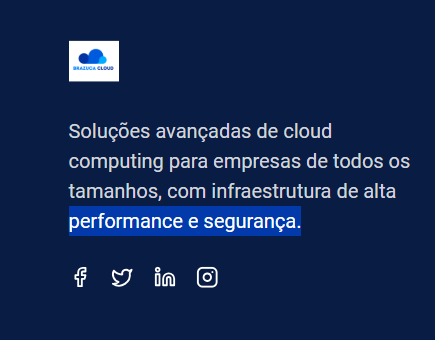 BRAZUCA CLOUD
Soluções avançadas de cloud
computing para empresas de todos os
tamanhos, com infraestrutura de alta
performance e segurança.